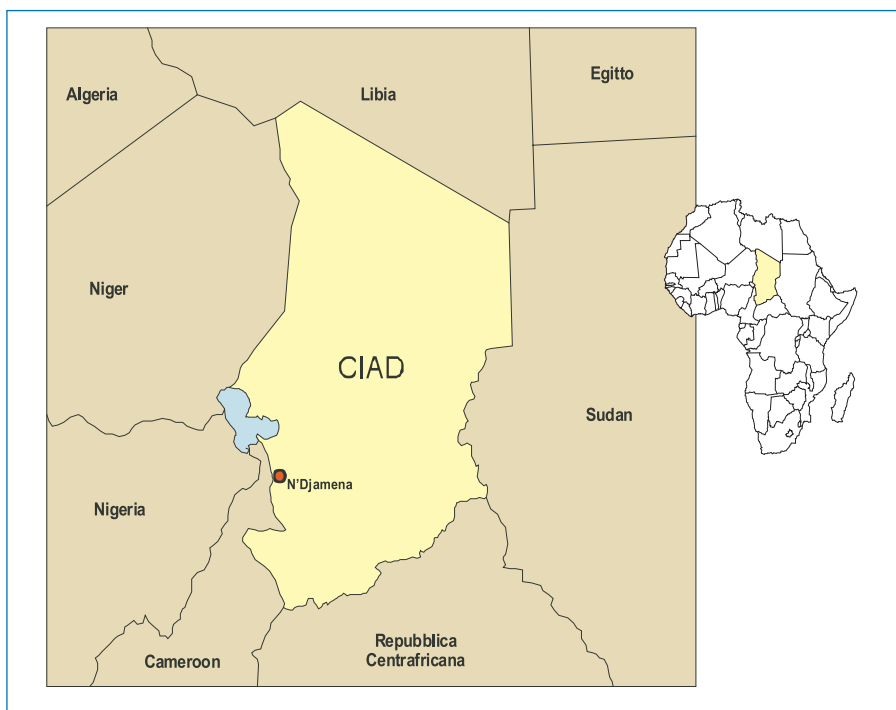 Algeria
Libia
Egitto
Niger
CIAD
Sudan
N'Djamena
Nigeria
Cameroon
Repubblica
Centrafricana